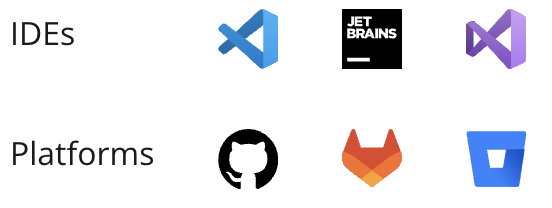 IDEs
JET
BRAINS
Platforms